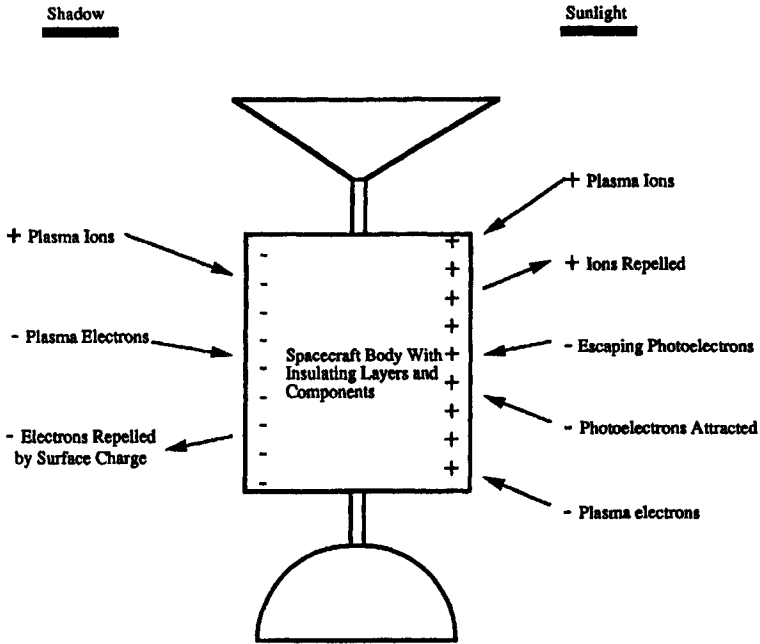 Shadow
Sunlight
+ Plasma Ions
- Plasma Electrons
- Electrons Repelled
by Surface Charge
Spacecraft Body With
Insulating Layers and
Components
+ Plasma Ions
+ Ions Repelled
- Escaping Photoelectrons
- Photoelectrons Attracted
- Plasma electrons